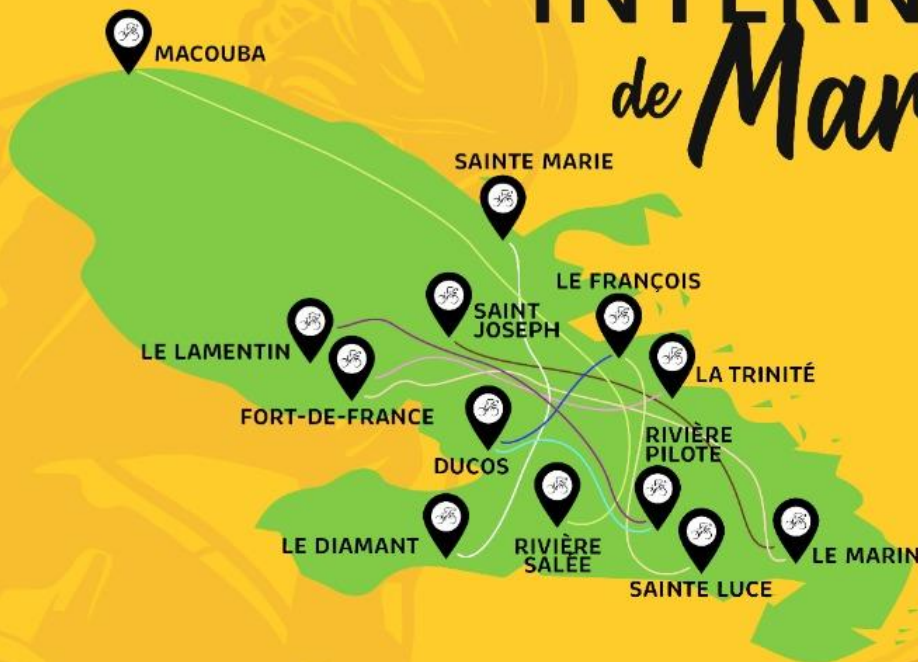 de
MACOUBA
SAINTE MARIE
LE FRANÇOIS
SAINT
JOSEPH
LE LAMENTIN
LA TRINITÉ
FORT-DE-FRANCE
RIVIÈRE
PILOTE
DUCOS
LE DIAMANT
RIVIÈRE
SALÉE
LE MARIN
SAINTE LUCE